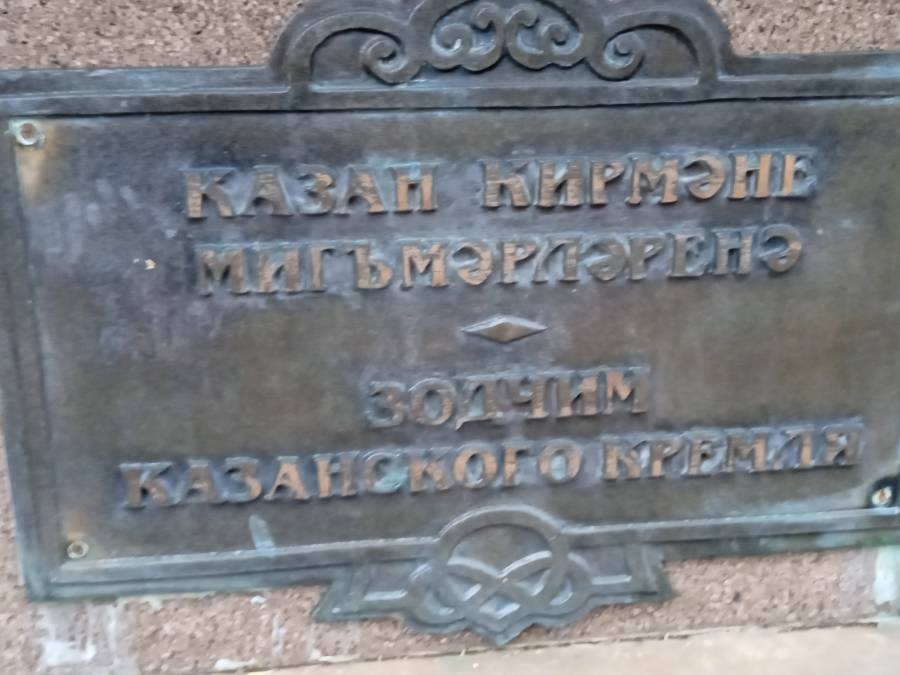 КАЗАН КИРМӘНЕ
МИГЪМӘРЛӘРЕНӘ
ЗОДЧИМ
КАЗАНСКОГО КРЕМЛЯ